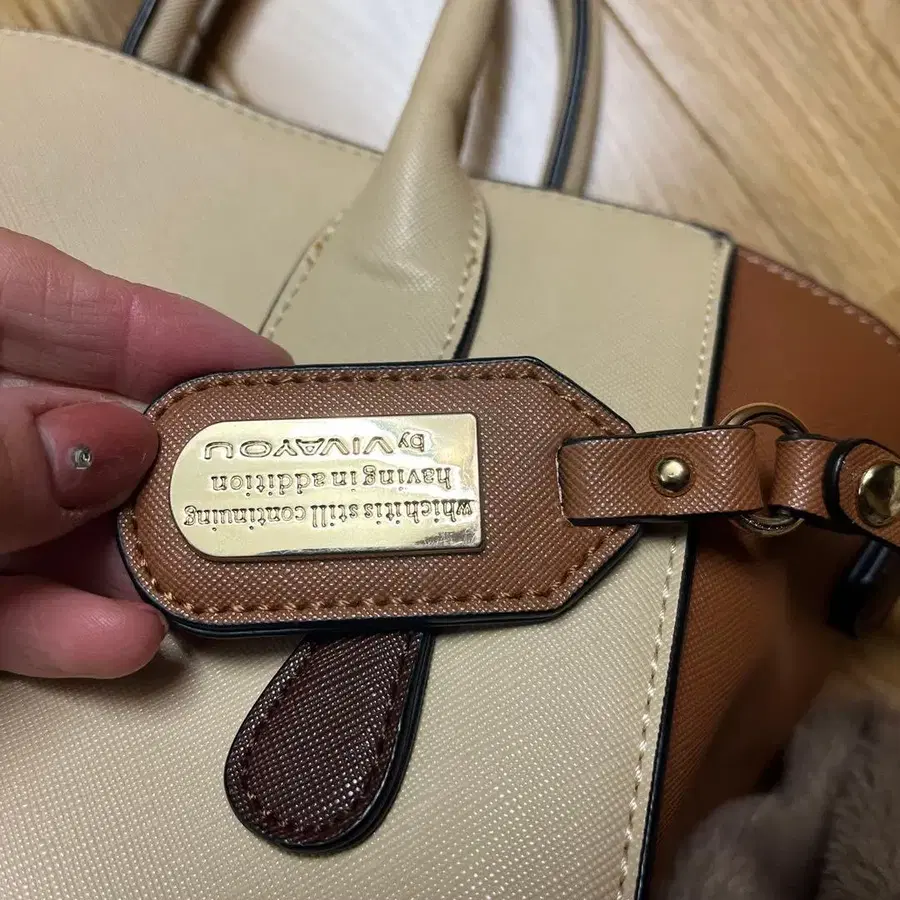 which it is still continuing
having in addition
by VIVAYOU